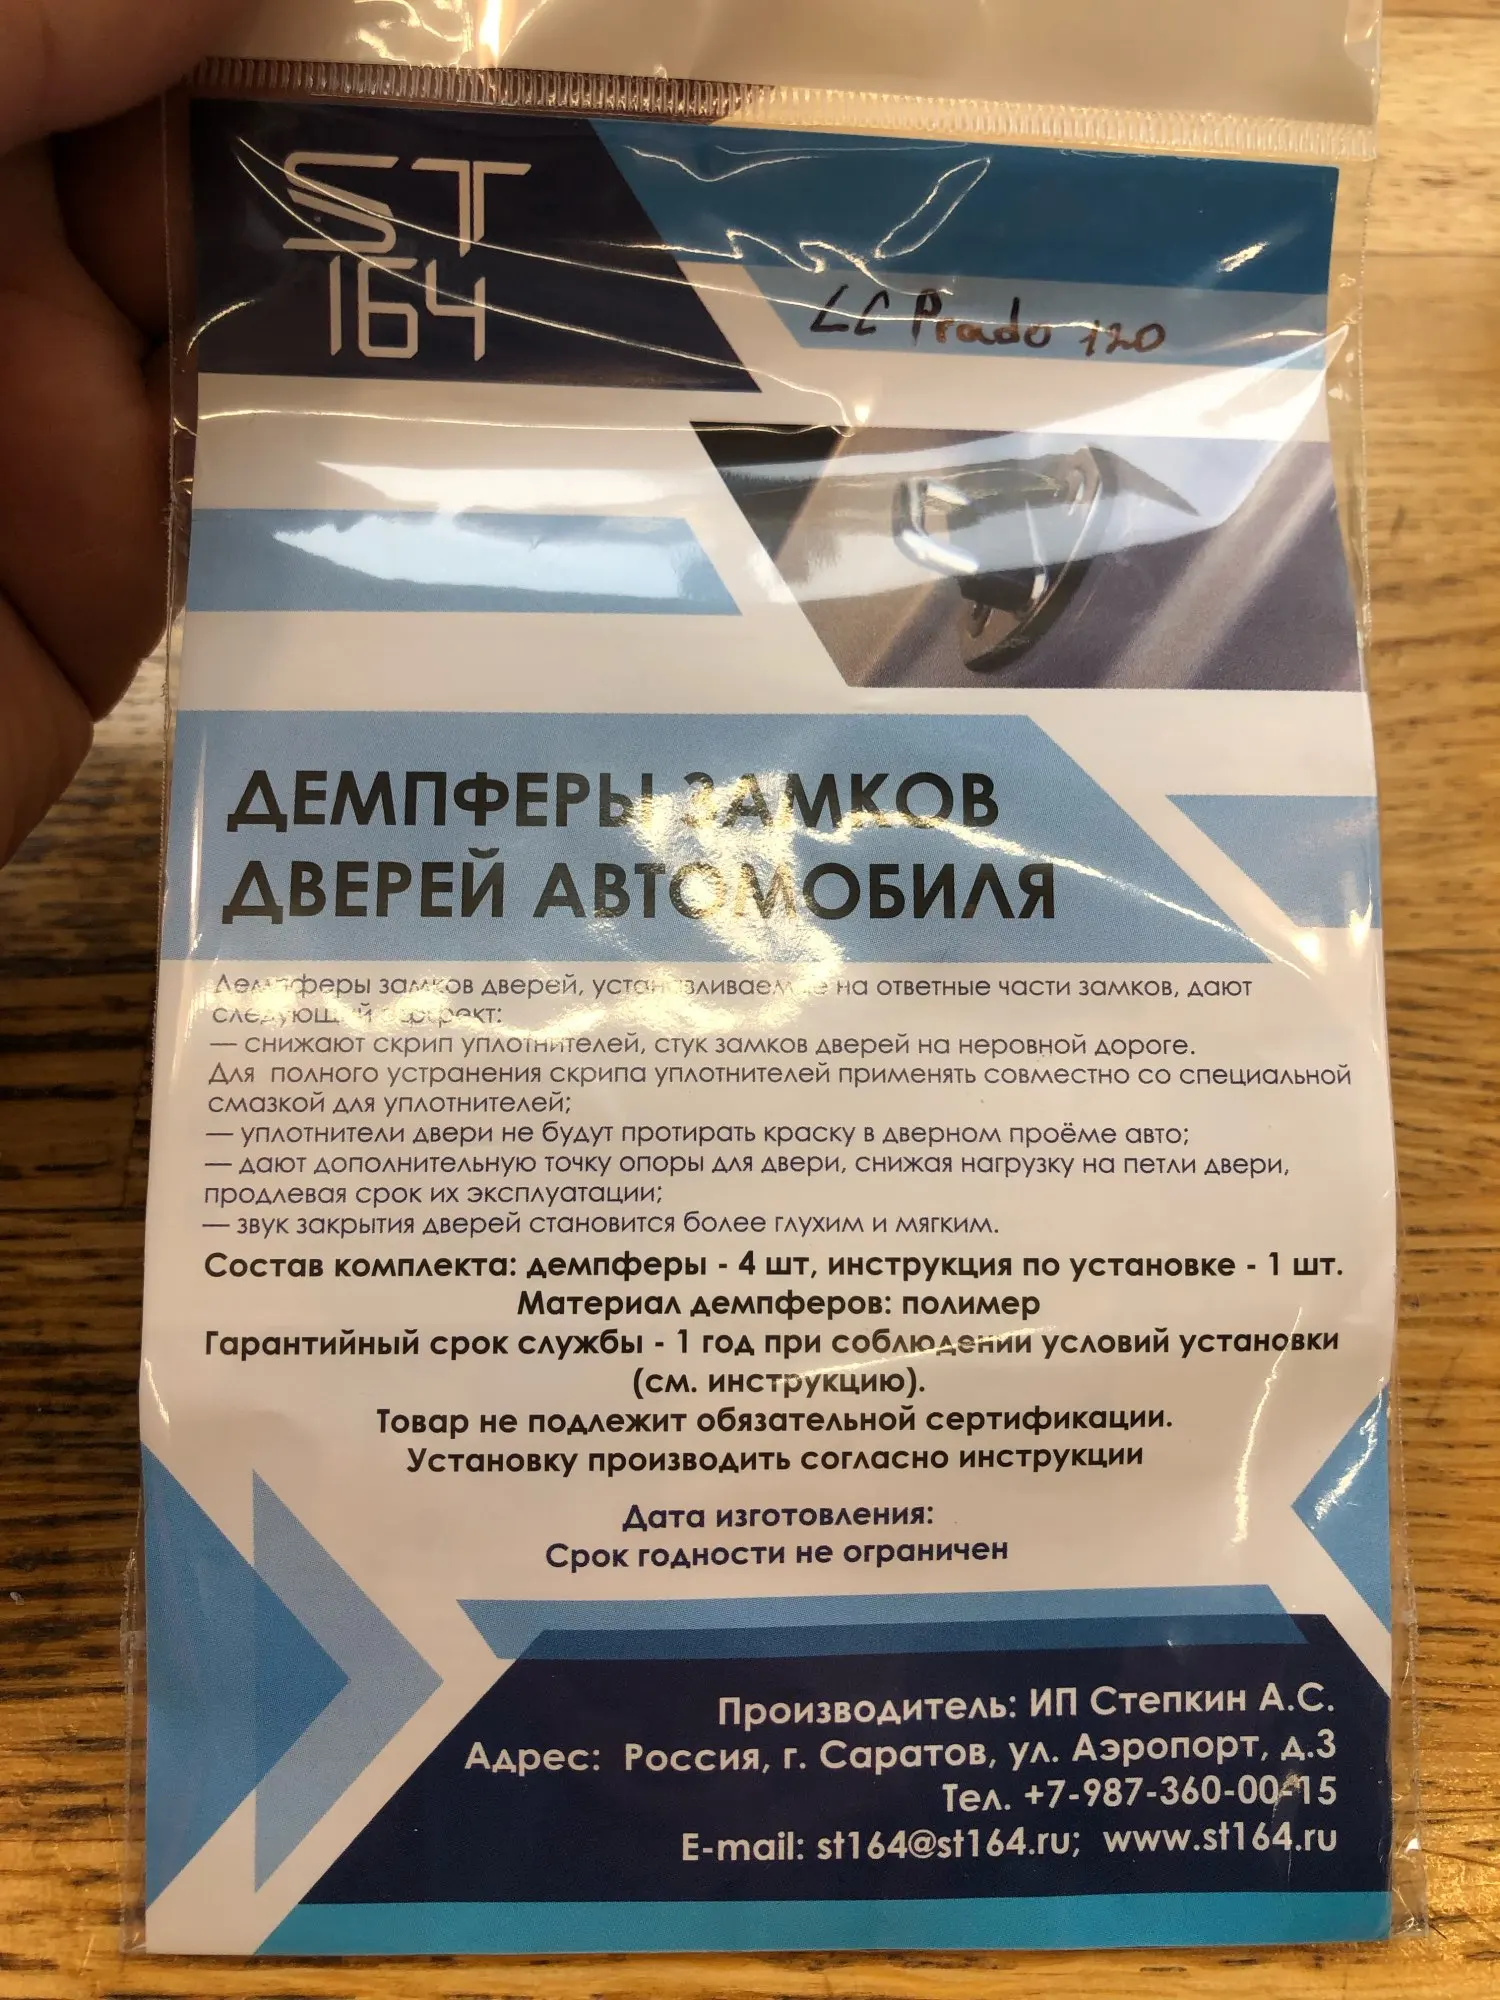 ST
164
LC Prado 120
ДЕМПФЕРЫ ЗАМКОВ
ДВЕРЕЙ АВТОМОБИЛЯ
Демпферы замков дверей, устанавливаемые на ответные части замков, дают
следующий эффект:
— снижают скрип уплотнителей, стук замков дверей на неровной дороге.
Для полного устранения скрипа уплотнителей применять совместно со специальной
смазкой для уплотнителей;
— уплотнители двери не будут протирать краску в дверном проёме авто;
— дают дополнительную точку опоры для двери, снижая нагрузку на петли двери,
продлевая срок их эксплуатации;
— звук закрытия дверей становится более глухим и мягким.
Состав комплекта: демпферы - 4 шт, инструкция по установке - 1 шт.
Материал демпферов: полимер
Гарантийный срок службы - 1 год при соблюдении условий установки
(см. инструкцию).
Товар не подлежит обязательной сертификации.
Установку производить согласно инструкции
Дата изготовления:
Срок годности не ограничен
Производитель: ИП Степкин А.С.
Адрес: Россия, г. Саратов, ул. Аэропорт, д.3
Тел. +7-987-360-00-15
E-mail: st164@st164.ru; www.st164.ru